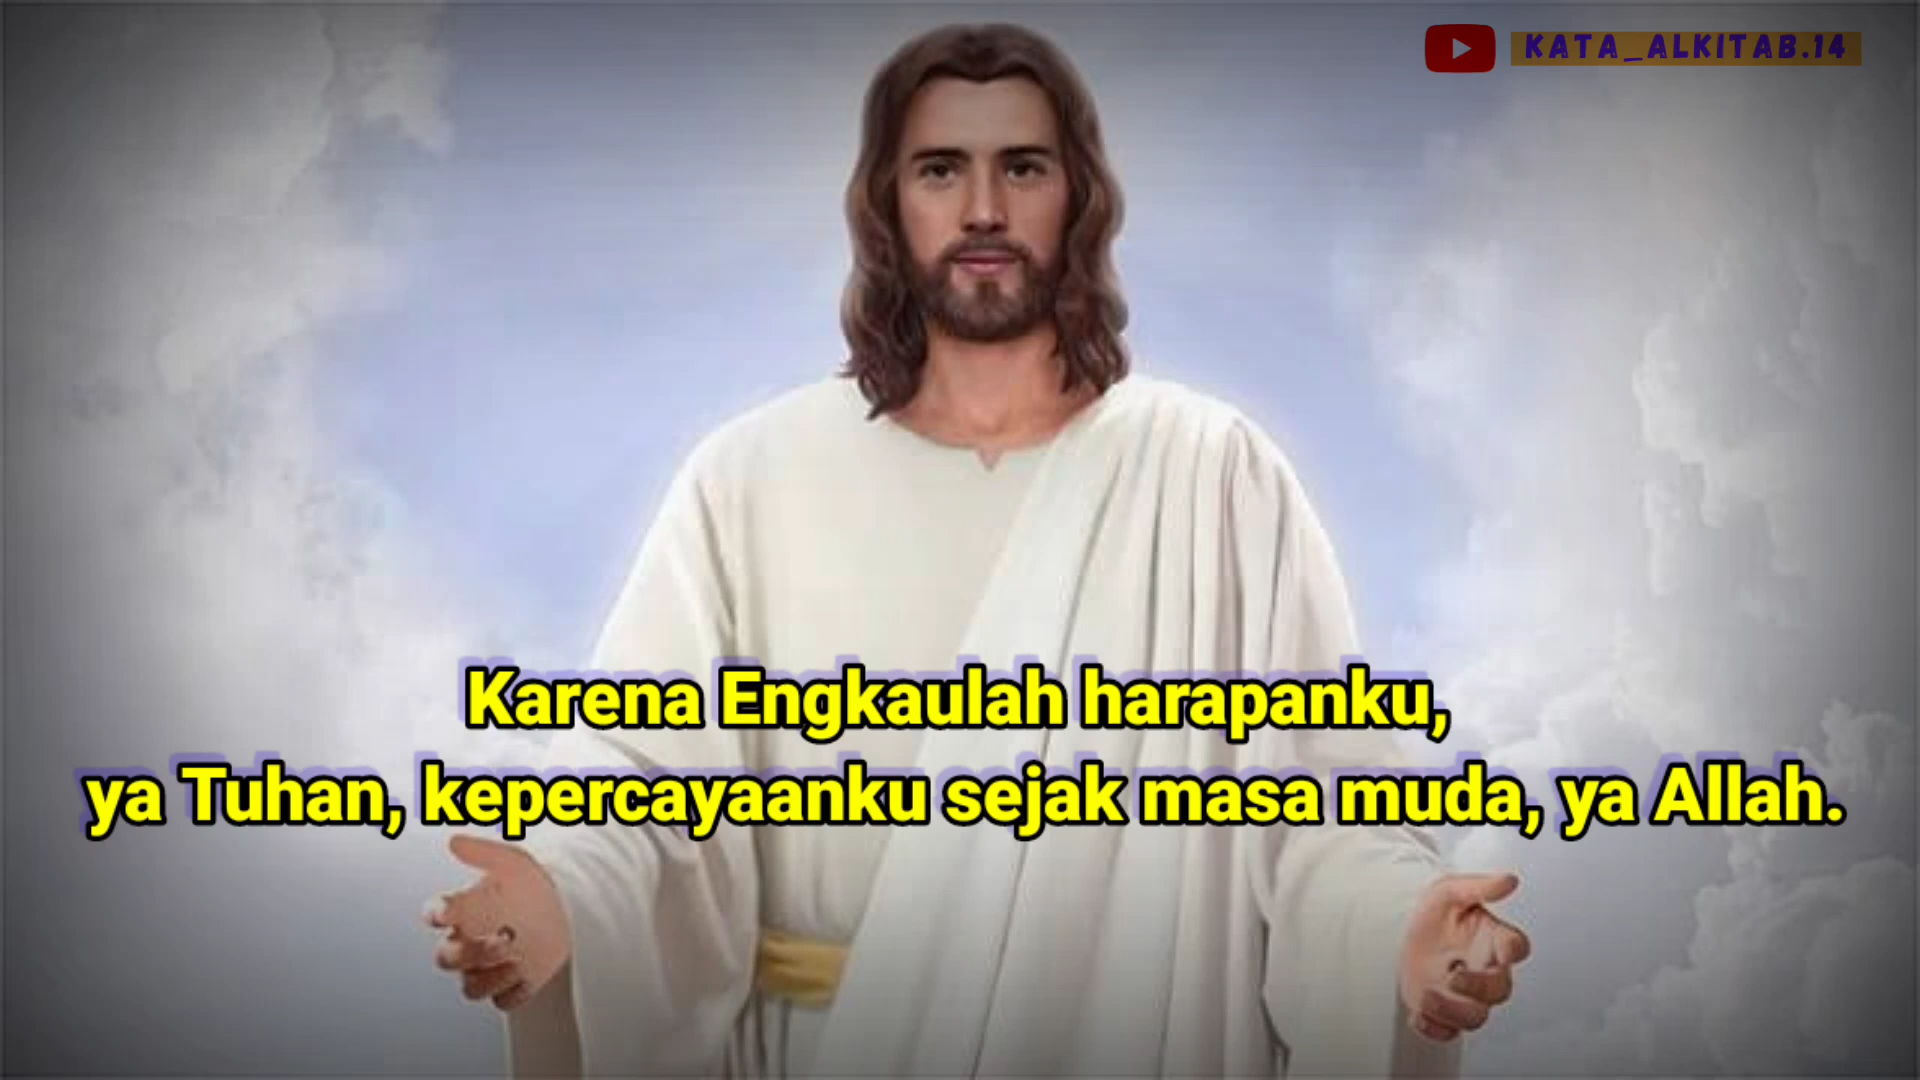 KATA_ALKITAB.14
Karena Engkaulah harapanku,
ya Tuhan, kepercayaanku sejak masa muda, ya Allah.